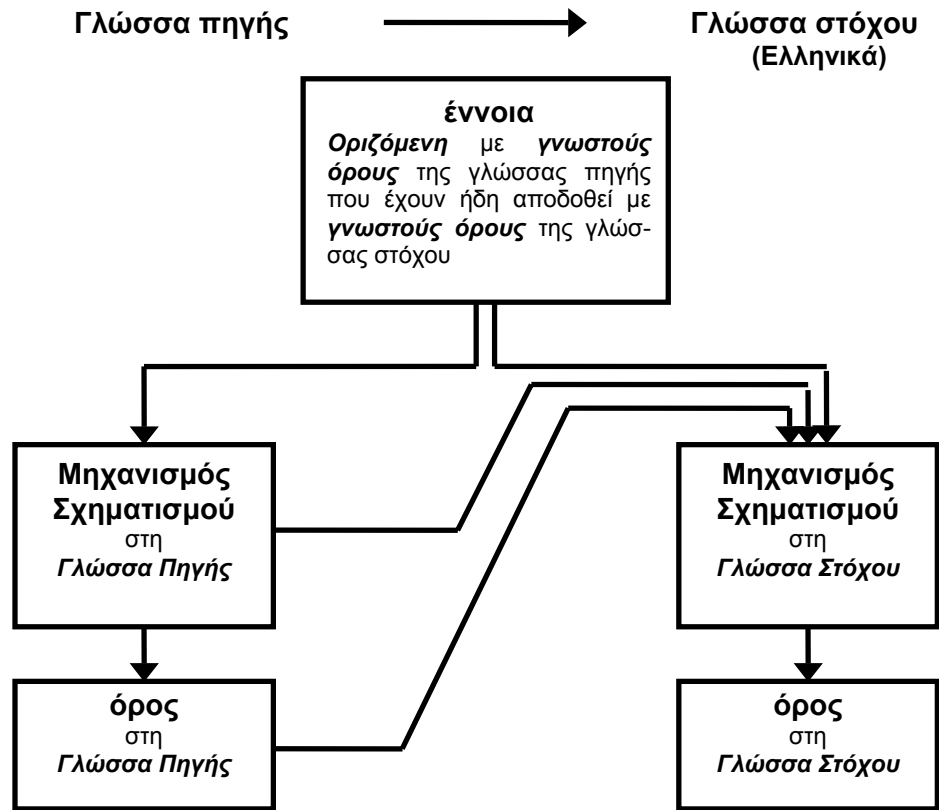 Γλώσσα πηγής
Γλώσσα στόχου
(Ελληνικά)
έννοια
Οριζόμενη με γνωστούς
όρους της γλώσσας πηγής
που έχουν ήδη αποδοθεί με
γνωστούς όρους της γλώσ-
σας στόχου
Μηχανισμός
Σχηματισμού
στη
Γλώσσα Πηγής
Μηχανισμός
Σχηματισμού
στη
Γλώσσα Στόχου
όρος
στη
Γλώσσα Πηγής
όρος
στη
Γλώσσα Στόχου